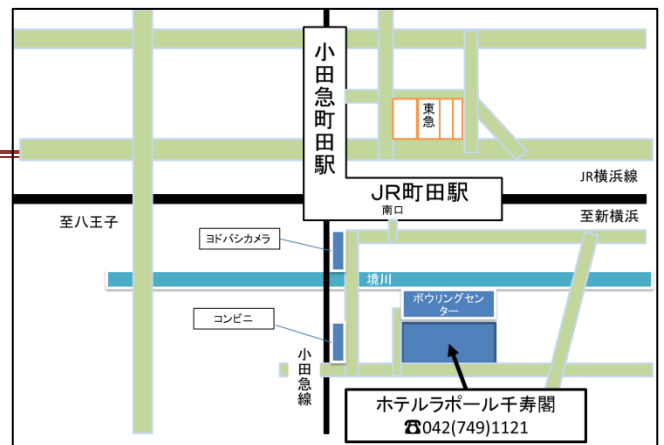 小田急町田駅
東急
JR横浜線
JR町田駅
南口
至八王子
至新横浜
ヨドバシカメラ
境川
ボウリングセン
ター
コンビニ
小田急線
ホテルラポール千寿閣
☎042(749)1121